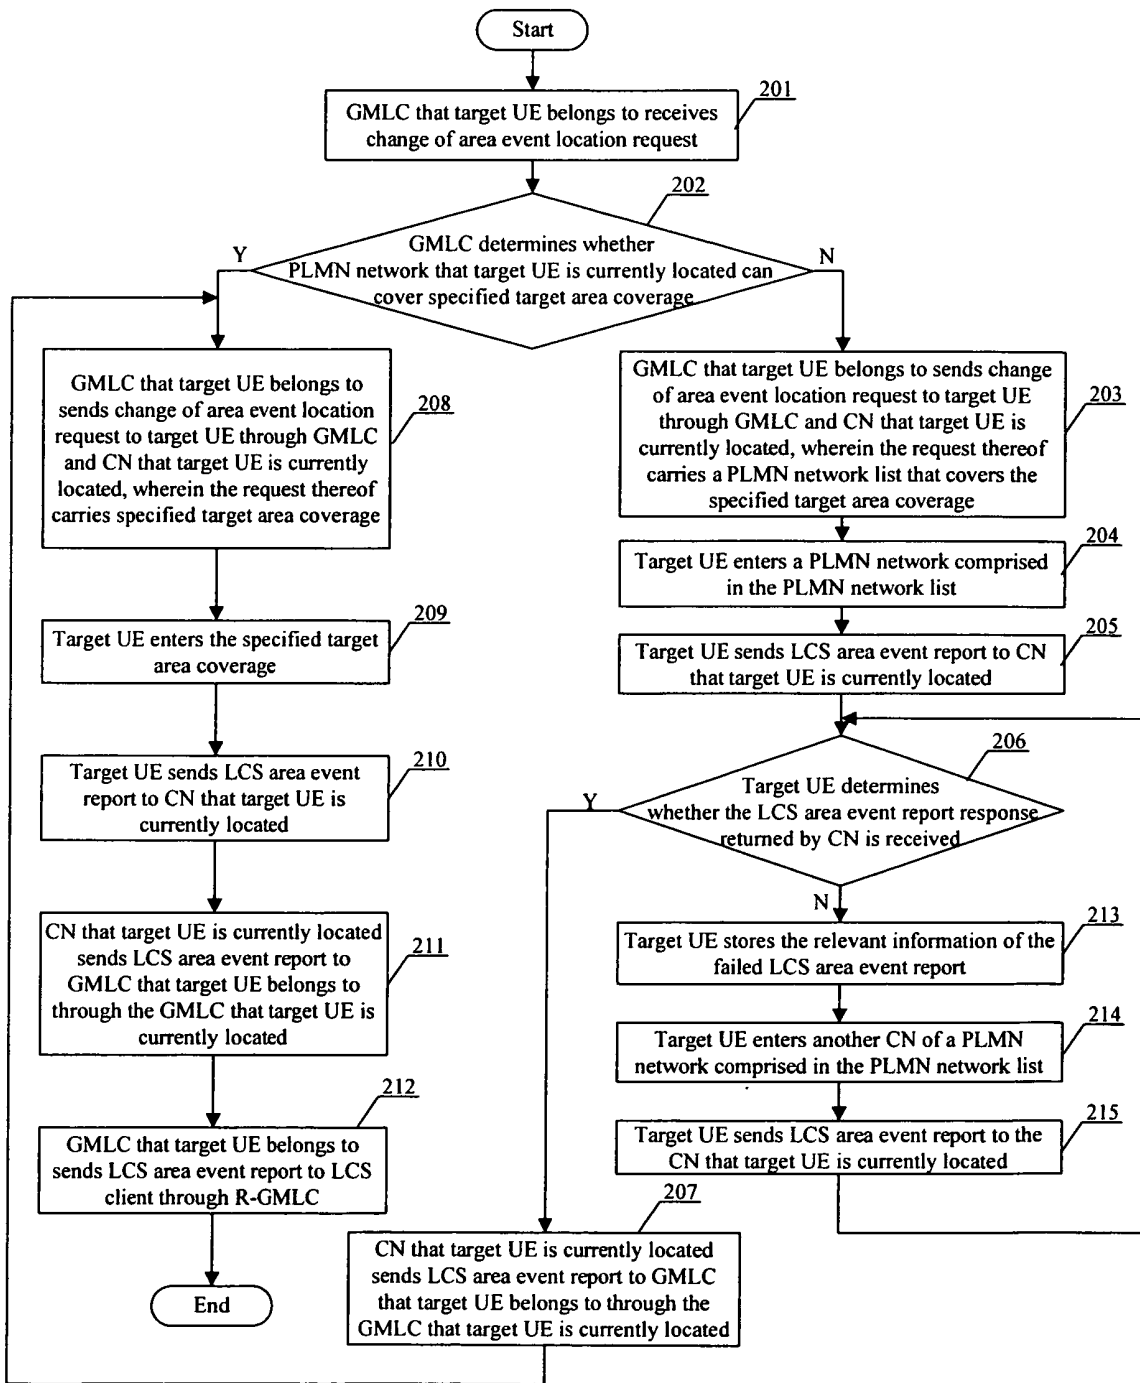 Start
201
GMLC that target UE belongs to receives
change of area event location request
202
GMLC determines whether
PLMN network that target UE is currently located can
cover specified target area coverage
Y
N
GMLC that target UE belongs to
sends change of area event location
request to target UE through GMLC
and CN that target UE is currently
located, wherein the request thereof
carries specified target area coverage
208
GMLC that target UE belongs to sends change
of area event location request to target UE
through GMLC and CN that target UE is
currently located, wherein the request thereof
carries a PLMN network list that covers the
specified target area coverage
203
Target UE enters a PLMN network comprised
in the PLMN network list
204
Target UE enters the specified target
area coverage
209
Target UE sends LCS area event report to CN
that target UE is currently located
205
Target UE sends LCS area event
report to CN that target UE is
currently located
210
206
Target UE determines
whether the LCS area event report response
returned by CN is received
Y
N
CN that target UE is currently located
sends LCS area event report to
GMLC that target UE belongs to
through the GMLC that target UE is
currently located
211
Target UE stores the relevant information of the
failed LCS area event report
213
Target UE enters another CN of a PLMN
network comprised in the PLMN network list
214
212
GMLC that target UE belongs to
sends LCS area event report to LCS
client through R-GMLC
Target UE sends LCS area event report to the
CN that target UE is currently located
215
207
CN that target UE is currently located
sends LCS area event report to GMLC
that target UE belongs to through the
GMLC that target UE is currently located
End